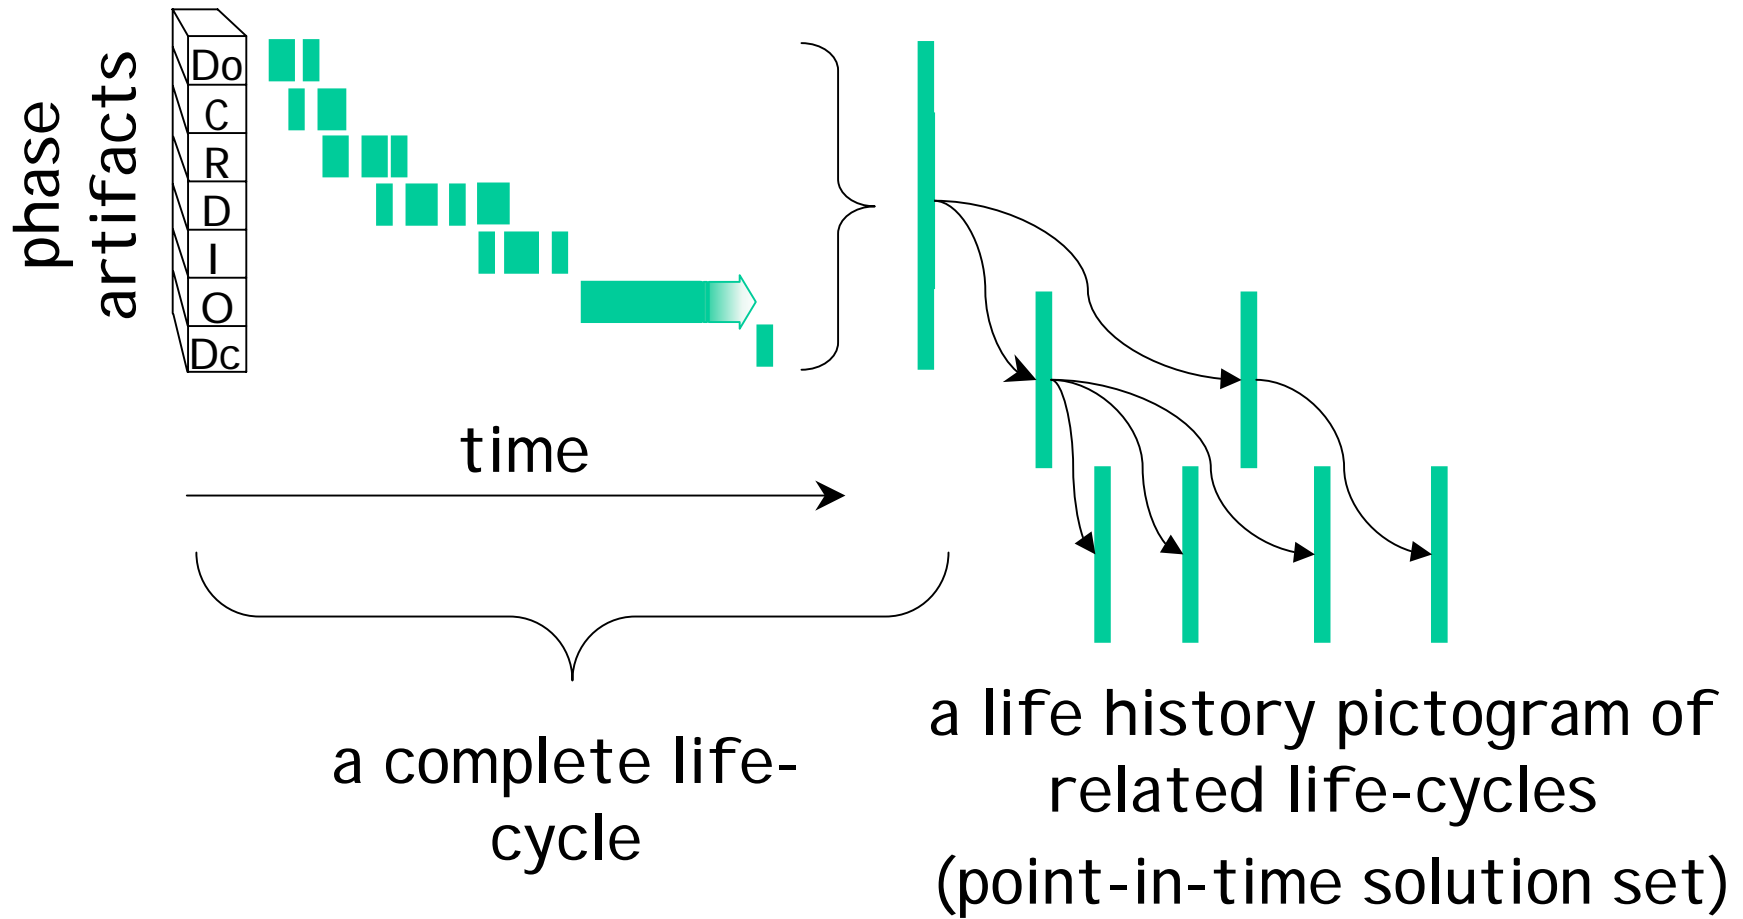 phase
artifacts
Do
C
R
D
I
O
Dc
time
a complete life-
cycle
a life history pictogram of
related life-cycles
(point-in-time solution set)